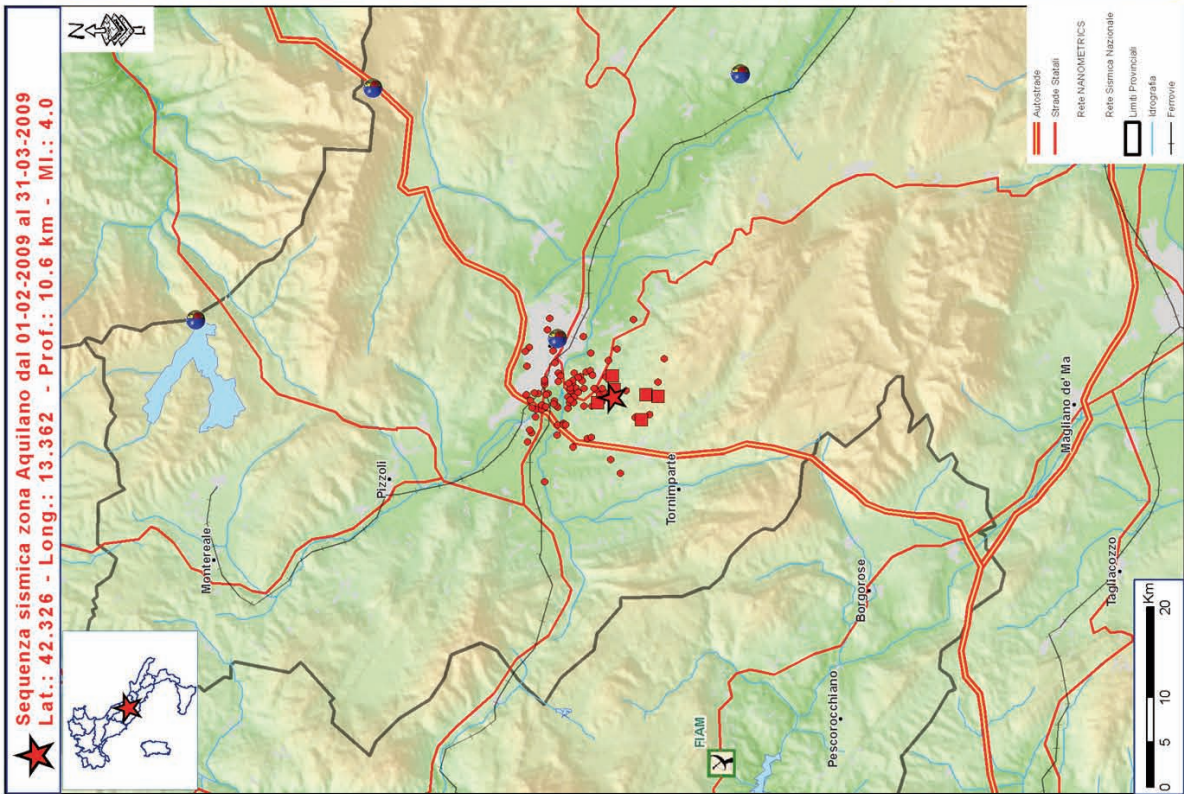 Sequenza sismica zona Aquilano dal 01-02-2009 al 31-03-2009
Lat.: 42.326 - Long.: 13.362 - Prof.: 10.6 km - Ml.: 4.0
N
Montereale
Pizzoli
Tornimparte
Borgorose
Pescorocchiano
FIAM
Magliano de' Ma
Tagliacozzo
0 5 10 20
Km
Autostrade
Strade Statali
Rete NANOMETRICS
Rete Sismica Nazionale
Limiti Provinciali
Idrografia
Ferrovie